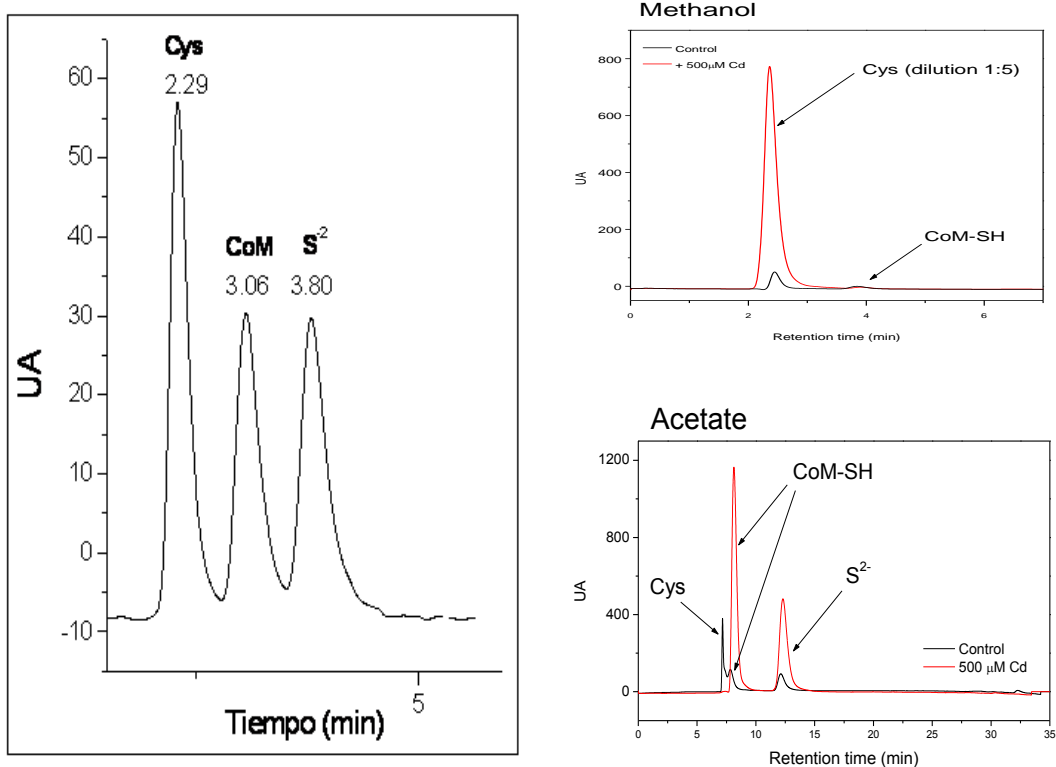 Cys
2.29
CoM
3.06
S-2
3.80
60
50
40
30
20
10
0
-10
UA
5
Tiempo (min)
Methanol
Control
+ 500μM Cd
Cys (dilution 1:5)
CoM-SH
800
600
400
200
0
UA
0 2 4 6
Retention time (min)
Acetate
1200
800
400
0
UA
CoM-SH
Cys
S2-
Control
500 μM Cd
0 5 10 15 20 25 30 35
Retention time (min)